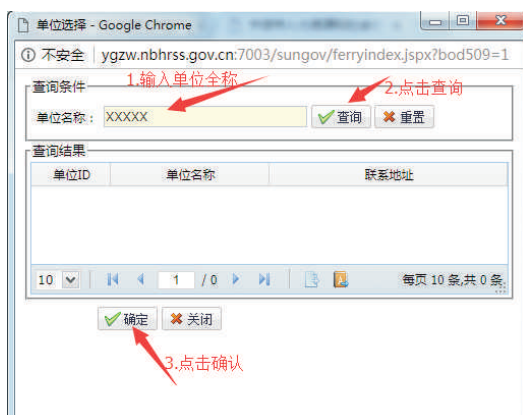 单位选择 - Google Chrome
不安全 | ygzw.nbhrss.gov.cn:7003/sungov/ferryindex.jspx?bod509=1
查询条件
1.输入单位全称
2.点击查询
单位名称： XXXXX 查询 重置
查询结果
单位ID 单位名称 联系地址
10 1 / 0 每页 10 条,共 0 条
确定 关闭
3.点击确认